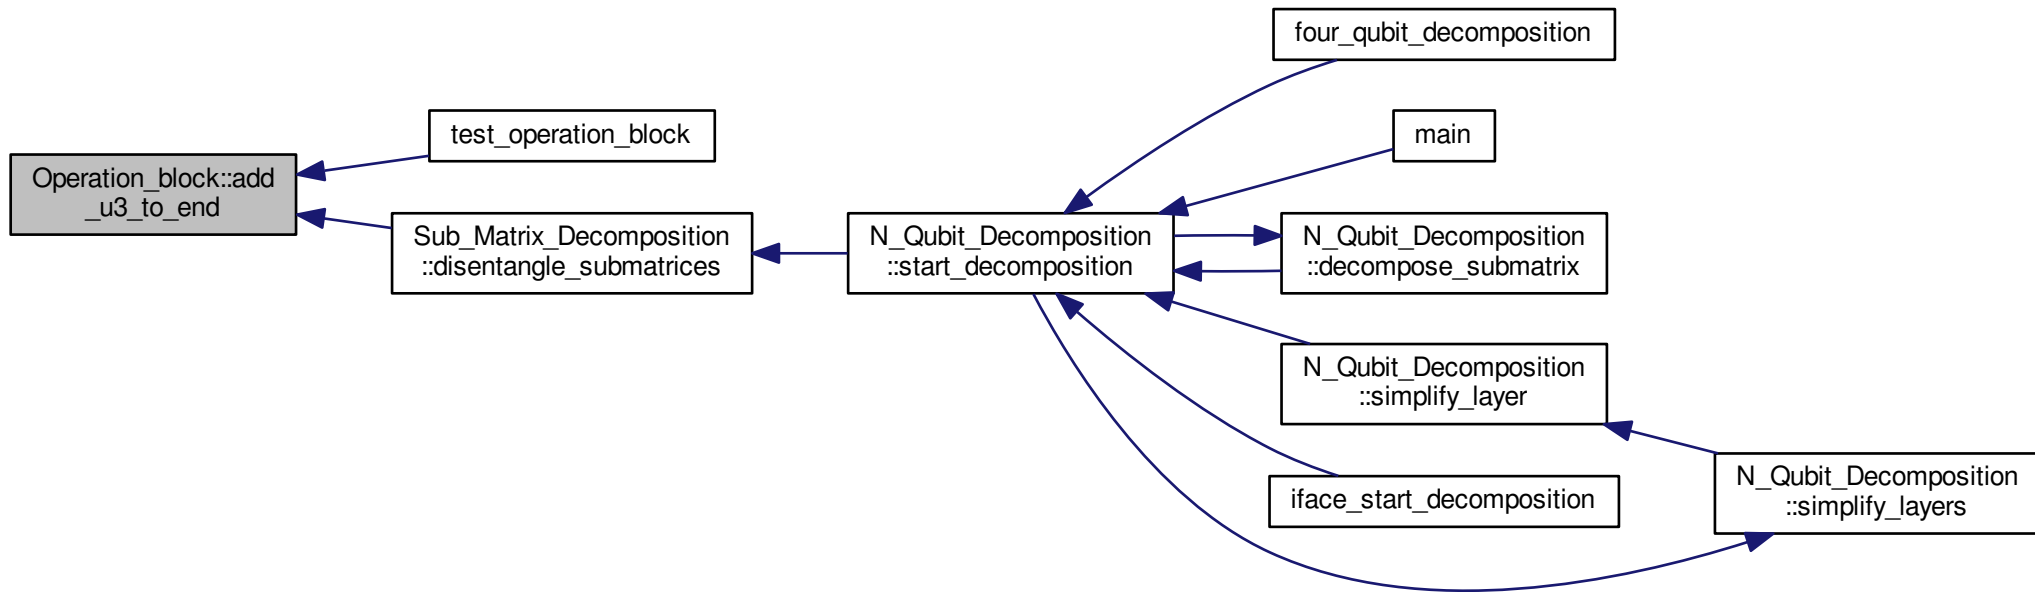 four_qubit_decomposition
test_operation_block
main
Operation_block::add
_u3_to_end
Sub_Matrix_Decomposition
::disentangle_submatrices
N_Qubit_Decomposition
::start_decomposition
N_Qubit_Decomposition
::decompose_submatrix
N_Qubit_Decomposition
::simplify_layer
iface_start_decomposition
N_Qubit_Decomposition
::simplify_layers